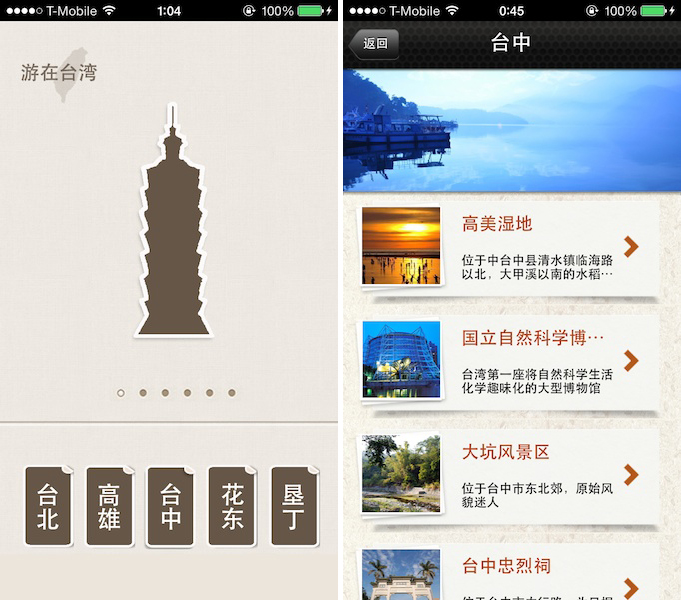 T-Mobile 1:04 100%
游在台湾
台北
高雄
台中
花东
垦丁
T-Mobile 0:45 100%
返回
台中
高美湿地
位于中台中县清水镇临海路
以北，大甲溪以南的水稻…
国立自然科学博…
台湾第一座将自然科学生活
化学趣味化的大型博物馆
大坑风景区
位于台中市东北郊，原始风
貌迷人
台中忠烈祠